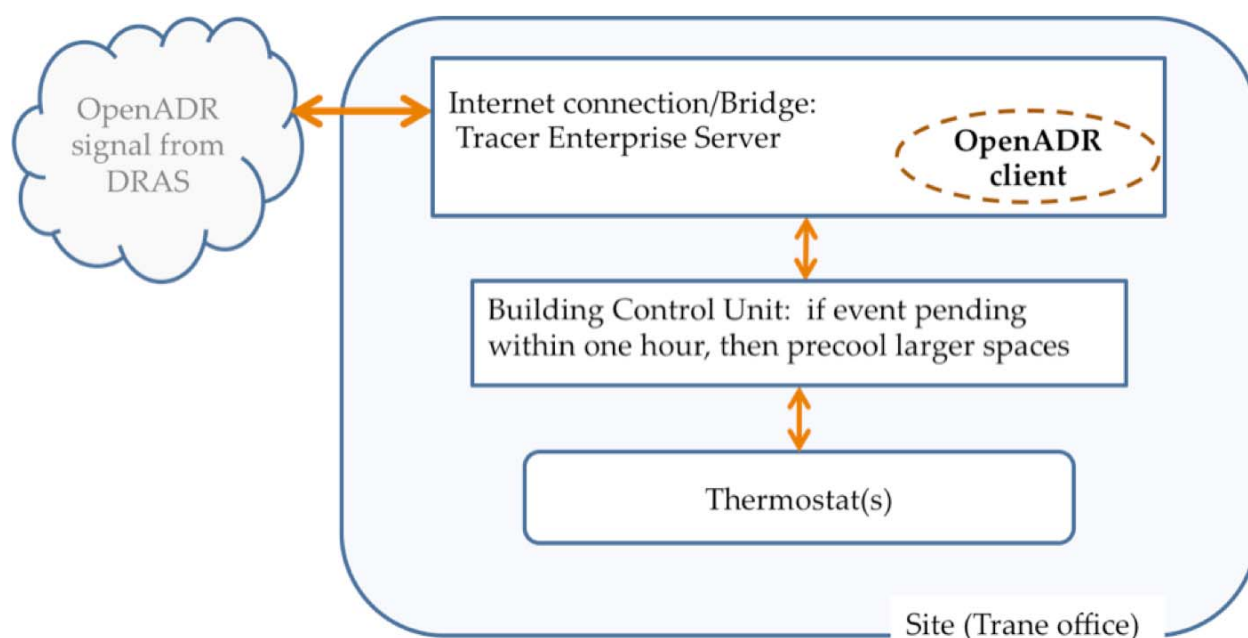 OpenADR
signal from
DRAS
Internet connection/Bridge:
Tracer Enterprise Server
OpenADR
client
Building Control Unit:  if event pending
within one hour, then precool larger spaces
Thermostat(s)
Site (Trane office)